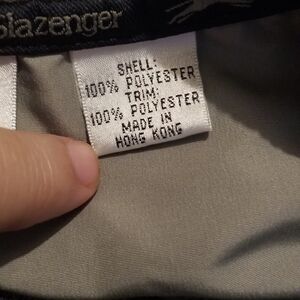 Slazenger
SHELL:
100% POLYESTER
TRIM:
100% POLYESTER
MADE IN
HONG KONG